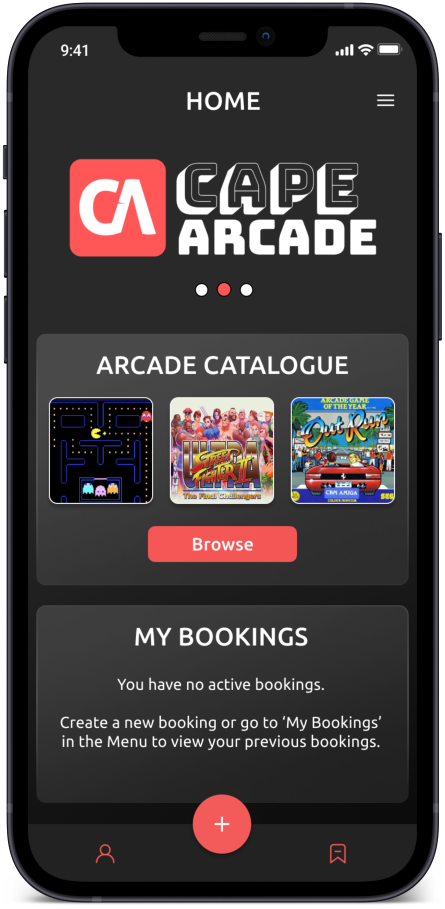 9:41
HOME
CA
CAPE
ARCADE
ARCADE CATALOGUE
ULTRA
STREET
FIGHTER II
The Final Challengers
ARCADE GAME
OF THE YEAR
Out Run
CBM AMIGA
SEGA
Browse
MY BOOKINGS
You have no active bookings.
Create a new booking or go to ‘My Bookings’
in the Menu to view your previous bookings.
+